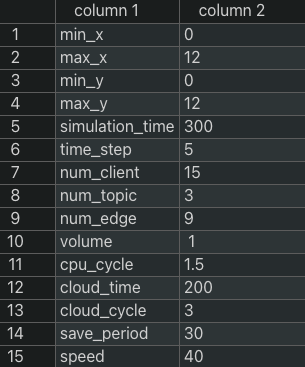 column 1 column 2
1 min_x 0
2 max_x 12
3 min_y 0
4 max_y 12
5 simulation_time 300
6 time_step 5
7 num_client 15
8 num_topic 3
9 num_edge 9
10 volume 1
11 cpu_cycle 1.5
12 cloud_time 200
13 cloud_cycle 3
14 save_period 30
15 speed 40